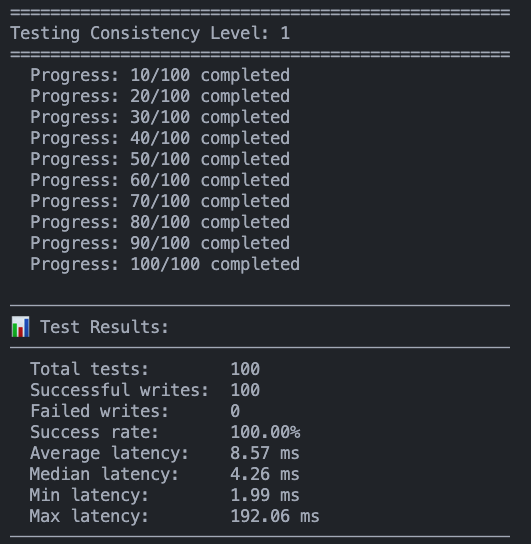 ==================================================
Testing Consistency Level: 1
==================================================
Progress: 10/100 completed
Progress: 20/100 completed
Progress: 30/100 completed
Progress: 40/100 completed
Progress: 50/100 completed
Progress: 60/100 completed
Progress: 70/100 completed
Progress: 80/100 completed
Progress: 90/100 completed
Progress: 100/100 completed
──────────────────────────────────────────────────
📊 Test Results:
──────────────────────────────────────────────────
Total tests: 100
Successful writes: 100
Failed writes: 0
Success rate: 100.00%
Average latency: 8.57 ms
Median latency: 4.26 ms
Min latency: 1.99 ms
Max latency: 192.06 ms
──────────────────────────────────────────────────